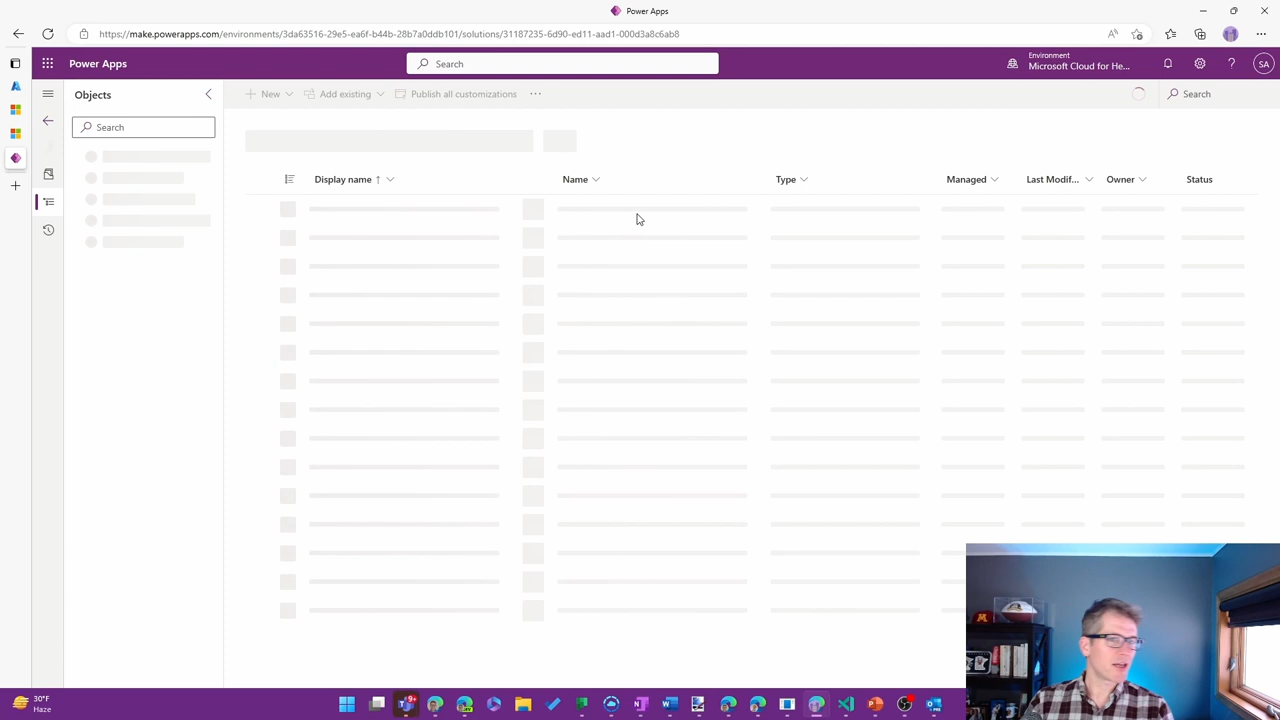 Power Apps
https://make.powerapps.com/environments/3da63516-29e5-ea6f-b44b-28b7a0ddb101/solutions/31187235-6d90-ed11-aad1-000d3a8c6ab8
Power Apps
Search
Environment
Microsoft Cloud for He...
SA
Objects
New
Add existing
Publish all customizations
Search
Search
Display name
Name
Type
Managed
Last Modif...
Owner
Status
30°F
Haze